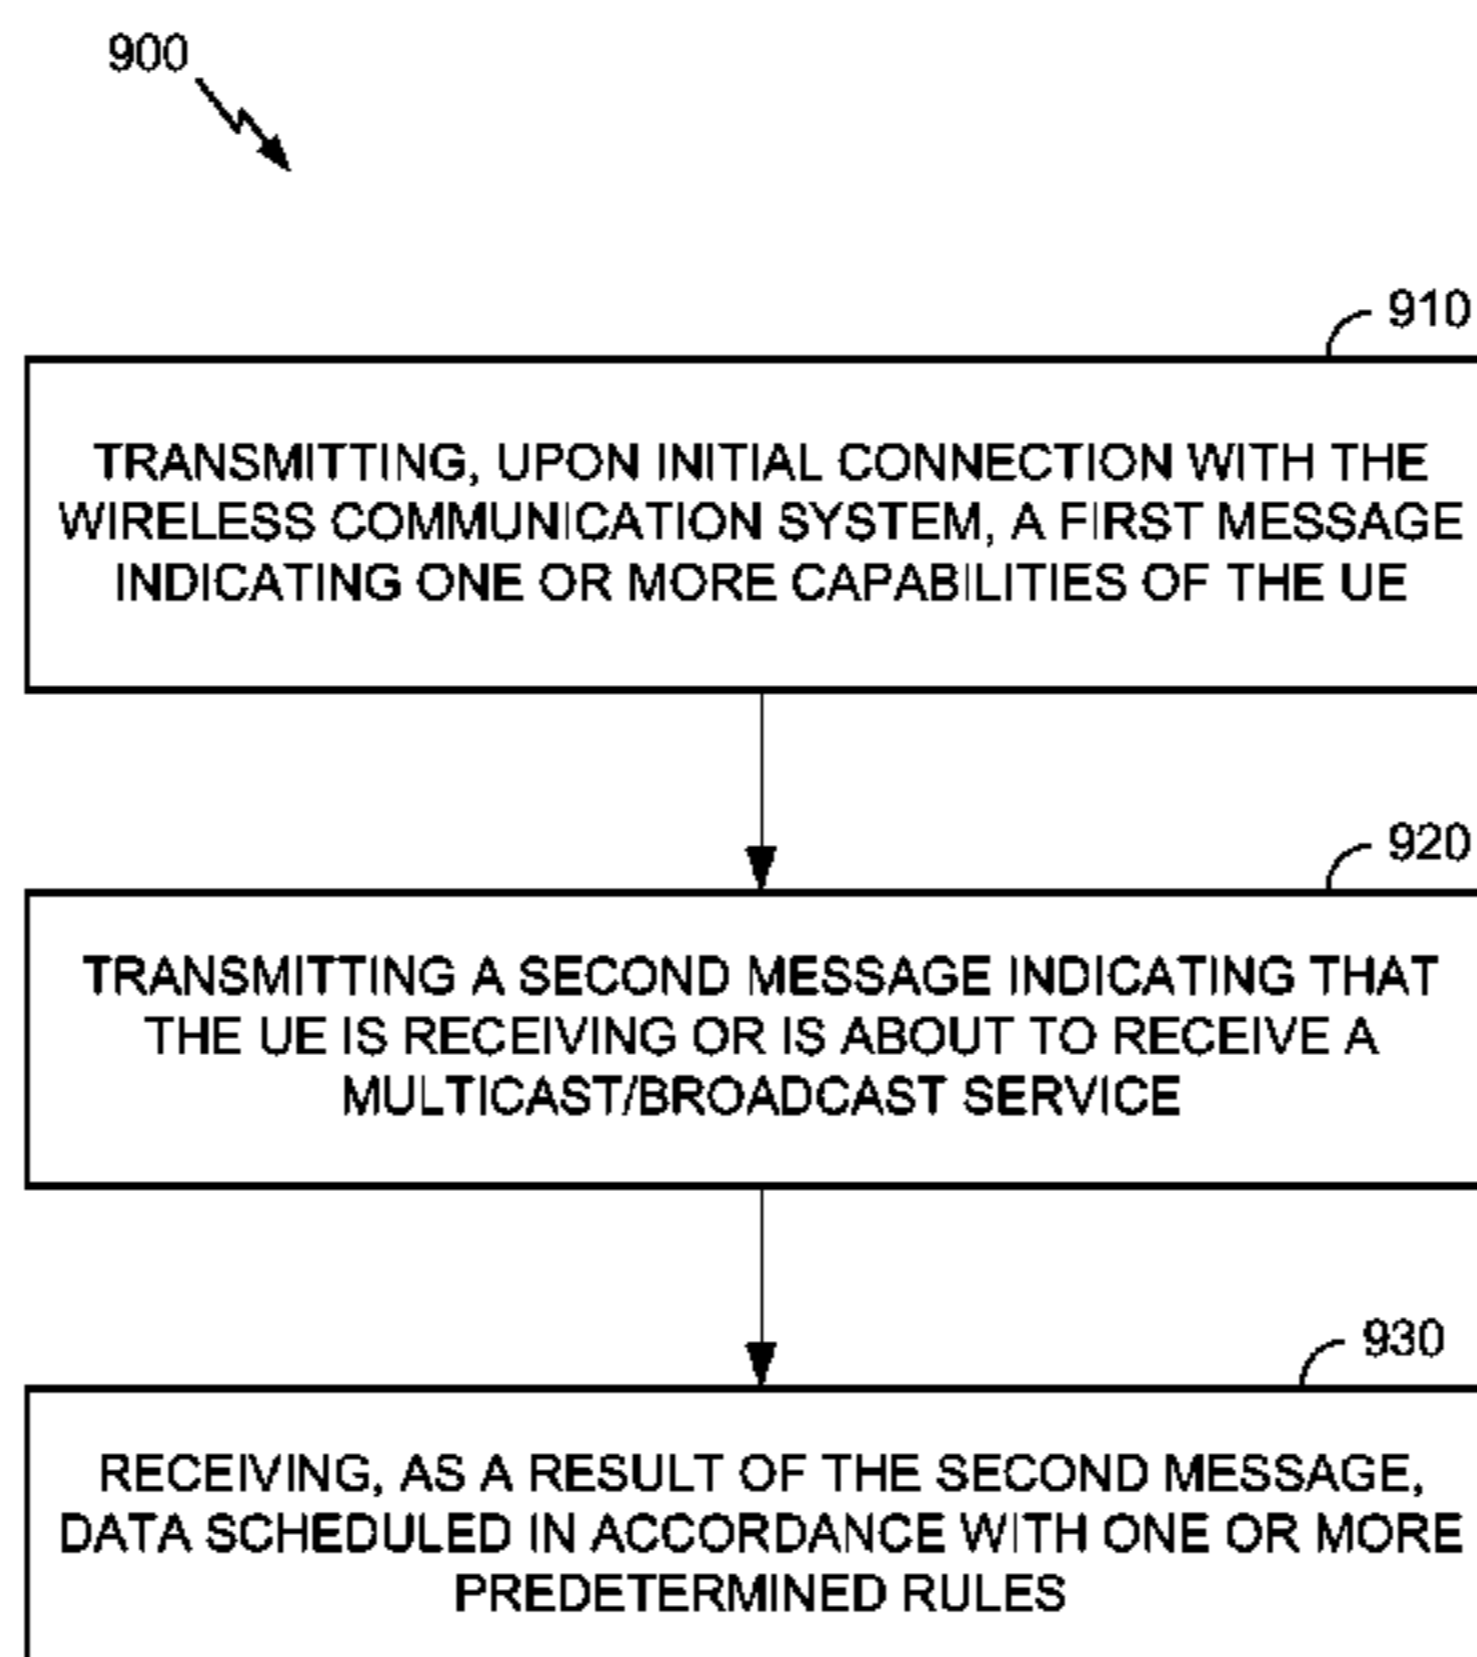 900
910
TRANSMITTING, UPON INITIAL CONNECTION WITH THE
WIRELESS COMMUNICATION SYSTEM, A FIRST MESSAGE
INDICATING ONE OR MORE CAPABILITIES OF THE UE
920
TRANSMITTING A SECOND MESSAGE INDICATING THAT
THE UE IS RECEIVING OR IS ABOUT TO RECEIVE A
MULTICAST/BROADCAST SERVICE
930
RECEIVING, AS A RESULT OF THE SECOND MESSAGE,
DATA SCHEDULED IN ACCORDANCE WITH ONE OR MORE
PREDETERMINED RULES